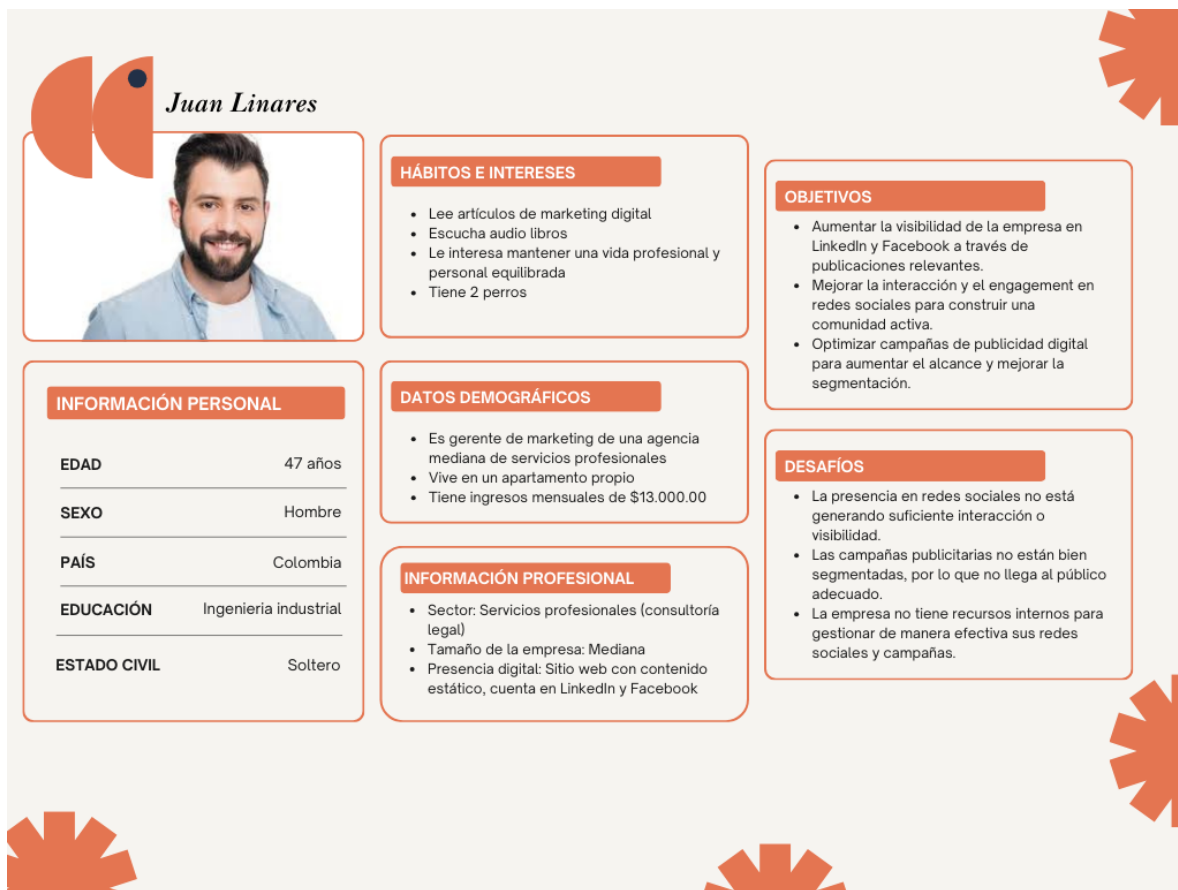 Juan Linares
HÁBITOS E INTERESES
Lee artículos de marketing digital
Escucha audio libros
Le interesa mantener una vida profesional y
personal equilibrada
Tiene 2 perros
INFORMACIÓN PERSONAL
EDAD 47 años
SEXO Hombre
PAÍS Colombia
EDUCACIÓN Ingenieria industrial
ESTADO CIVIL Soltero
DATOS DEMOGRÁFICOS
Es gerente de marketing de una agencia
mediana de servicios profesionales
Vive en un apartamento propio
Tiene ingresos mensuales de $13.000.00
INFORMACIÓN PROFESIONAL
Sector: Servicios profesionales (consultoría
legal)
Tamaño de la empresa: Mediana
Presencia digital: Sitio web con contenido
estático, cuenta en LinkedIn y Facebook
OBJETIVOS
Aumentar la visibilidad de la empresa en
LinkedIn y Facebook a través de
publicaciones relevantes.
Mejorar la interacción y el engagement en
redes sociales para construir una
comunidad activa.
Optimizar campañas de publicidad digital
para aumentar el alcance y mejorar la
segmentación.
DESAFÍOS
La presencia en redes sociales no está
generando suficiente interacción o
visibilidad.
Las campañas publicitarias no están bien
segmentadas, por lo que no llega al público
adecuado.
La empresa no tiene recursos internos para
gestionar de manera efectiva sus redes
sociales y campañas.